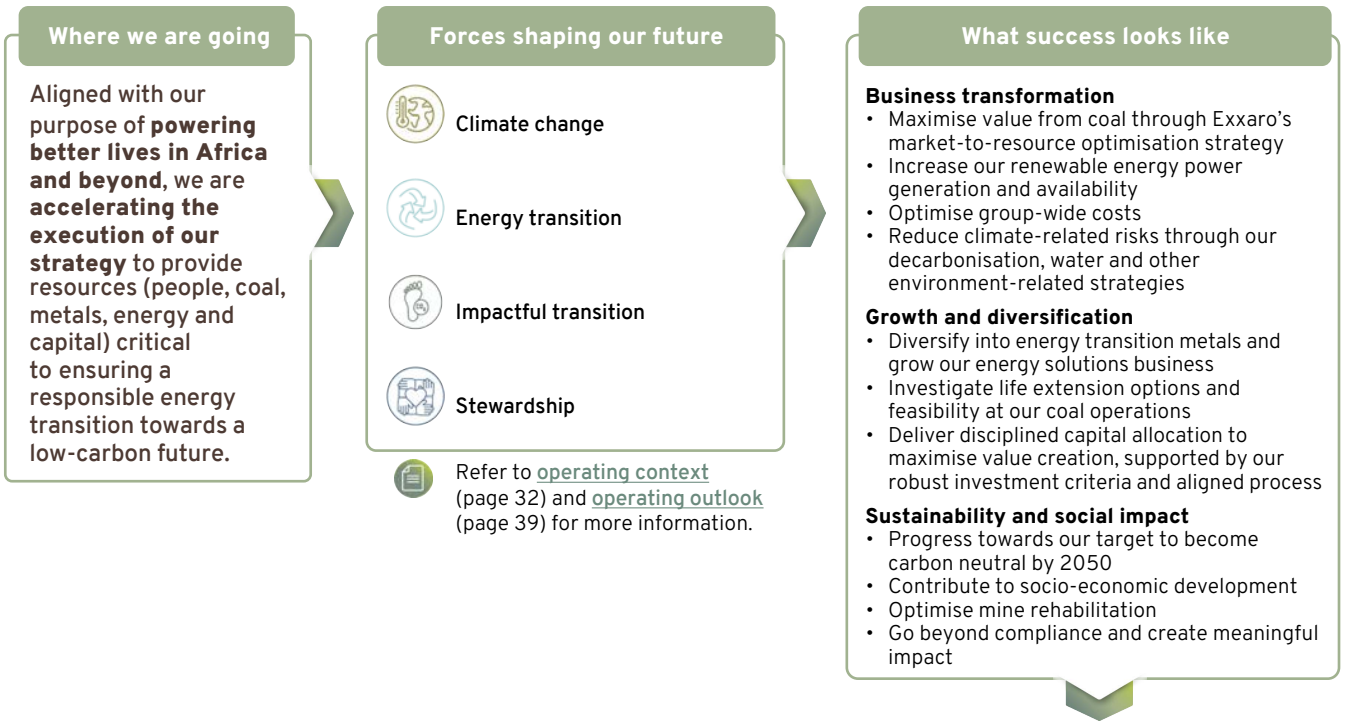 Where we are going
Aligned with our
purpose of powering
better lives in Africa
and beyond, we are
accelerating the
execution of our
strategy to provide
resources (people, coal,
metals, energy and
capital) critical
to ensuring a
responsible energy
transition towards a
low-carbon future.
Forces shaping our future
Climate change
Energy transition
Impactful transition
Stewardship
Refer to operating context
(page 32) and operating outlook
(page 39) for more information.
What success looks like
Business transformation
• Maximise value from coal through Exxaro's
market-to-resource optimisation strategy
• Increase our renewable energy power
generation and availability
• Optimise group-wide costs
• Reduce climate-related risks through our
decarbonisation, water and other
environment-related strategies
Growth and diversification
• Diversify into energy transition metals and
grow our energy solutions business
• Investigate life extension options and
feasibility at our coal operations
• Deliver disciplined capital allocation to
maximise value creation, supported by our
robust investment criteria and aligned process
Sustainability and social impact
• Progress towards our target to become
carbon neutral by 2050
• Contribute to socio-economic development
• Optimise mine rehabilitation
• Go beyond compliance and create meaningful
impact